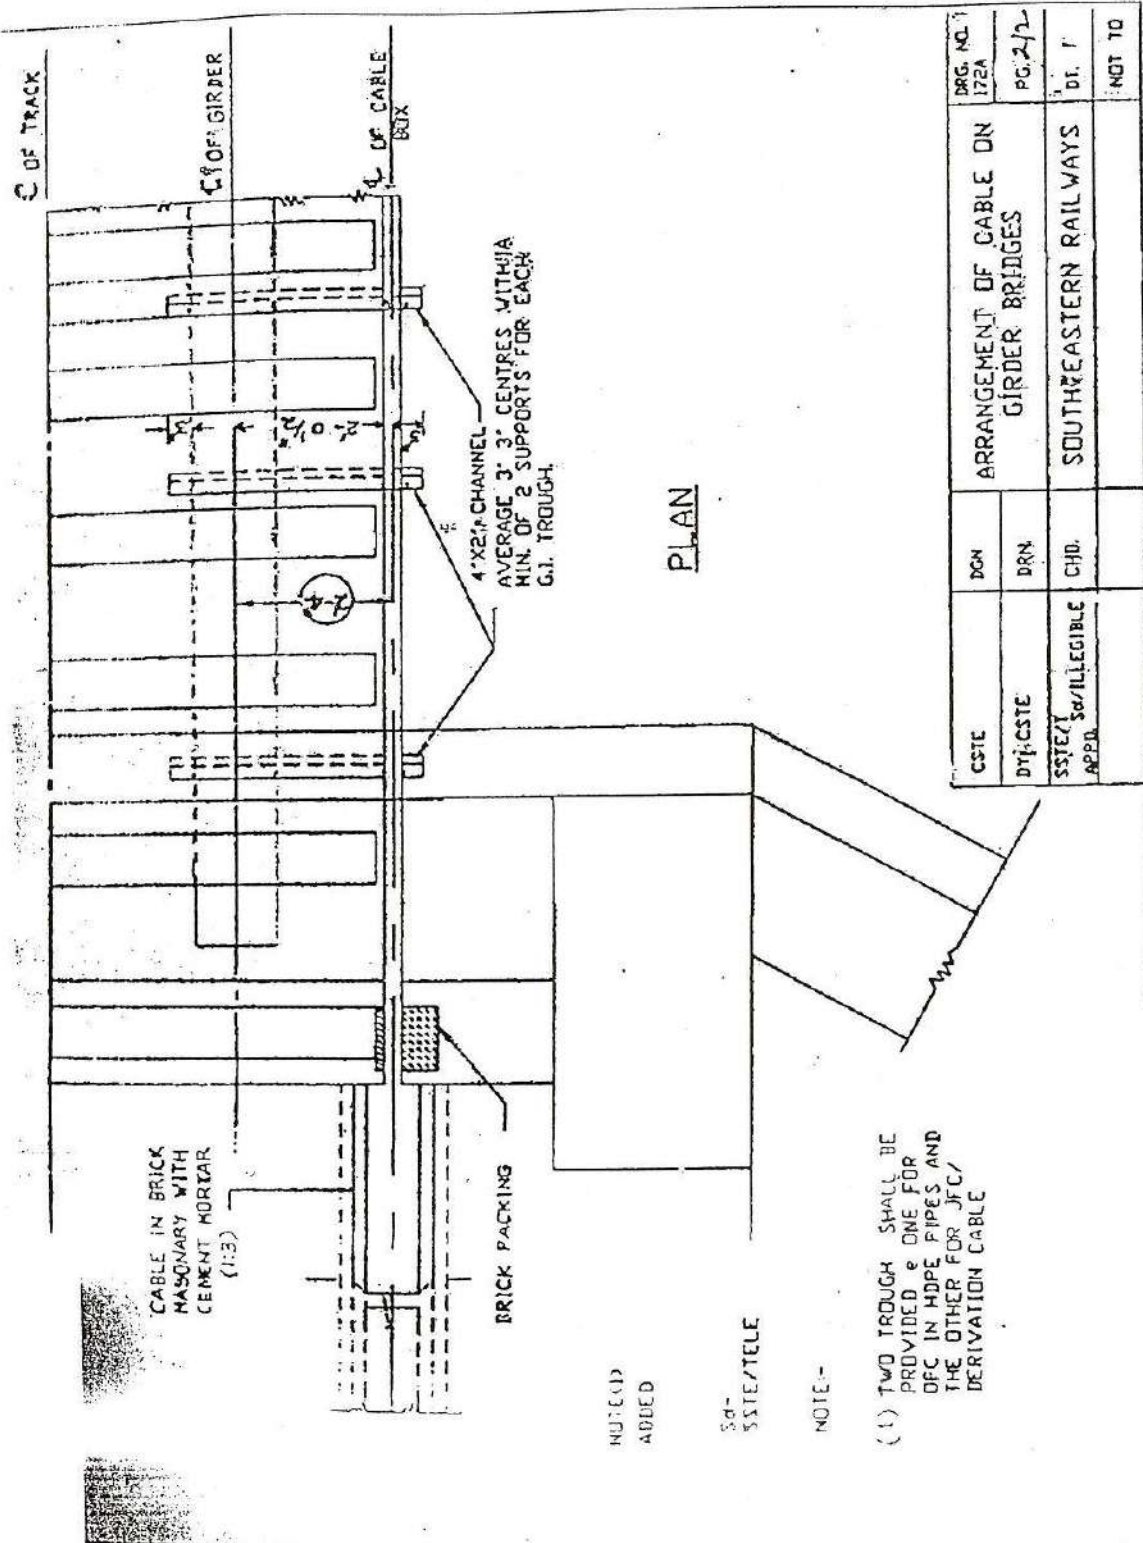 C OF TRACK
C OF GIRDER
C OF CABLE
BOX
4"X2" CHANNEL
AVERAGE 3' 3" CENTRES WITH A
MIN. OF 2 SUPPORTS FOR EACH
G.I. TROUGH.
2'-4"
CABLE IN BRICK
MASONARY WITH
CEMENT MORTAR
(1:3)
BRICK PACKING
PLAN
NOTE(1)
ADDED
Sd-
SSTE/TELE
NOTE:-
(1) TWO TROUGH SHALL BE
PROVIDED e ONE FOR
OFC IN HDPE PIPES AND
THE OTHER FOR JFC/
DERIVATION CABLE
CSTE
DGN
ARRANGEMENT OF CABLE ON
GIRDER BRIDGES
DRG. NO.
172A
DY.CSTE
DRN.
PG. 2/2
SSTE/T
APPD. Sd/ILLEGIBLE
CHD.
SOUTH EASTERN RAILWAYS
DT.
NOT TO